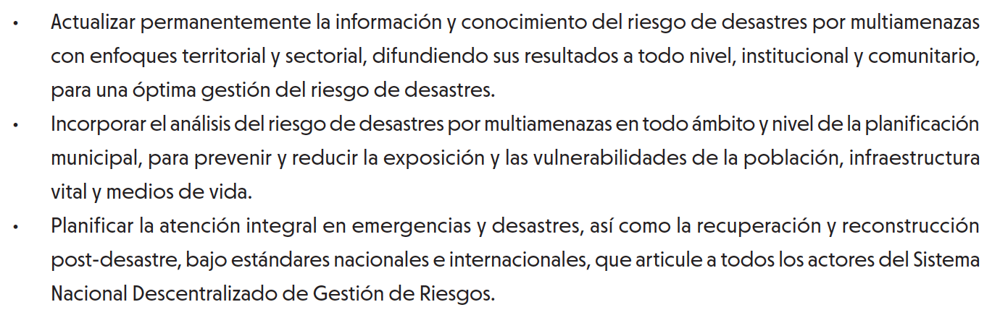 • Actualizar permanentemente la información y conocimiento del riesgo de desastres por multiamenazas
con enfoques territorial y sectorial, difundiendo sus resultados a todo nivel, institucional y comunitario,
para una óptima gestión del riesgo de desastres.
• Incorporar el análisis del riesgo de desastres por multiamenazas en todo ámbito y nivel de la planificación
municipal, para prevenir y reducir la exposición y las vulnerabilidades de la población, infraestructura
vital y medios de vida.
• Planificar la atención integral en emergencias y desastres, así como la recuperación y reconstrucción
post-desastre, bajo estándares nacionales e internacionales, que articule a todos los actores del Sistema
Nacional Descentralizado de Gestión de Riesgos.